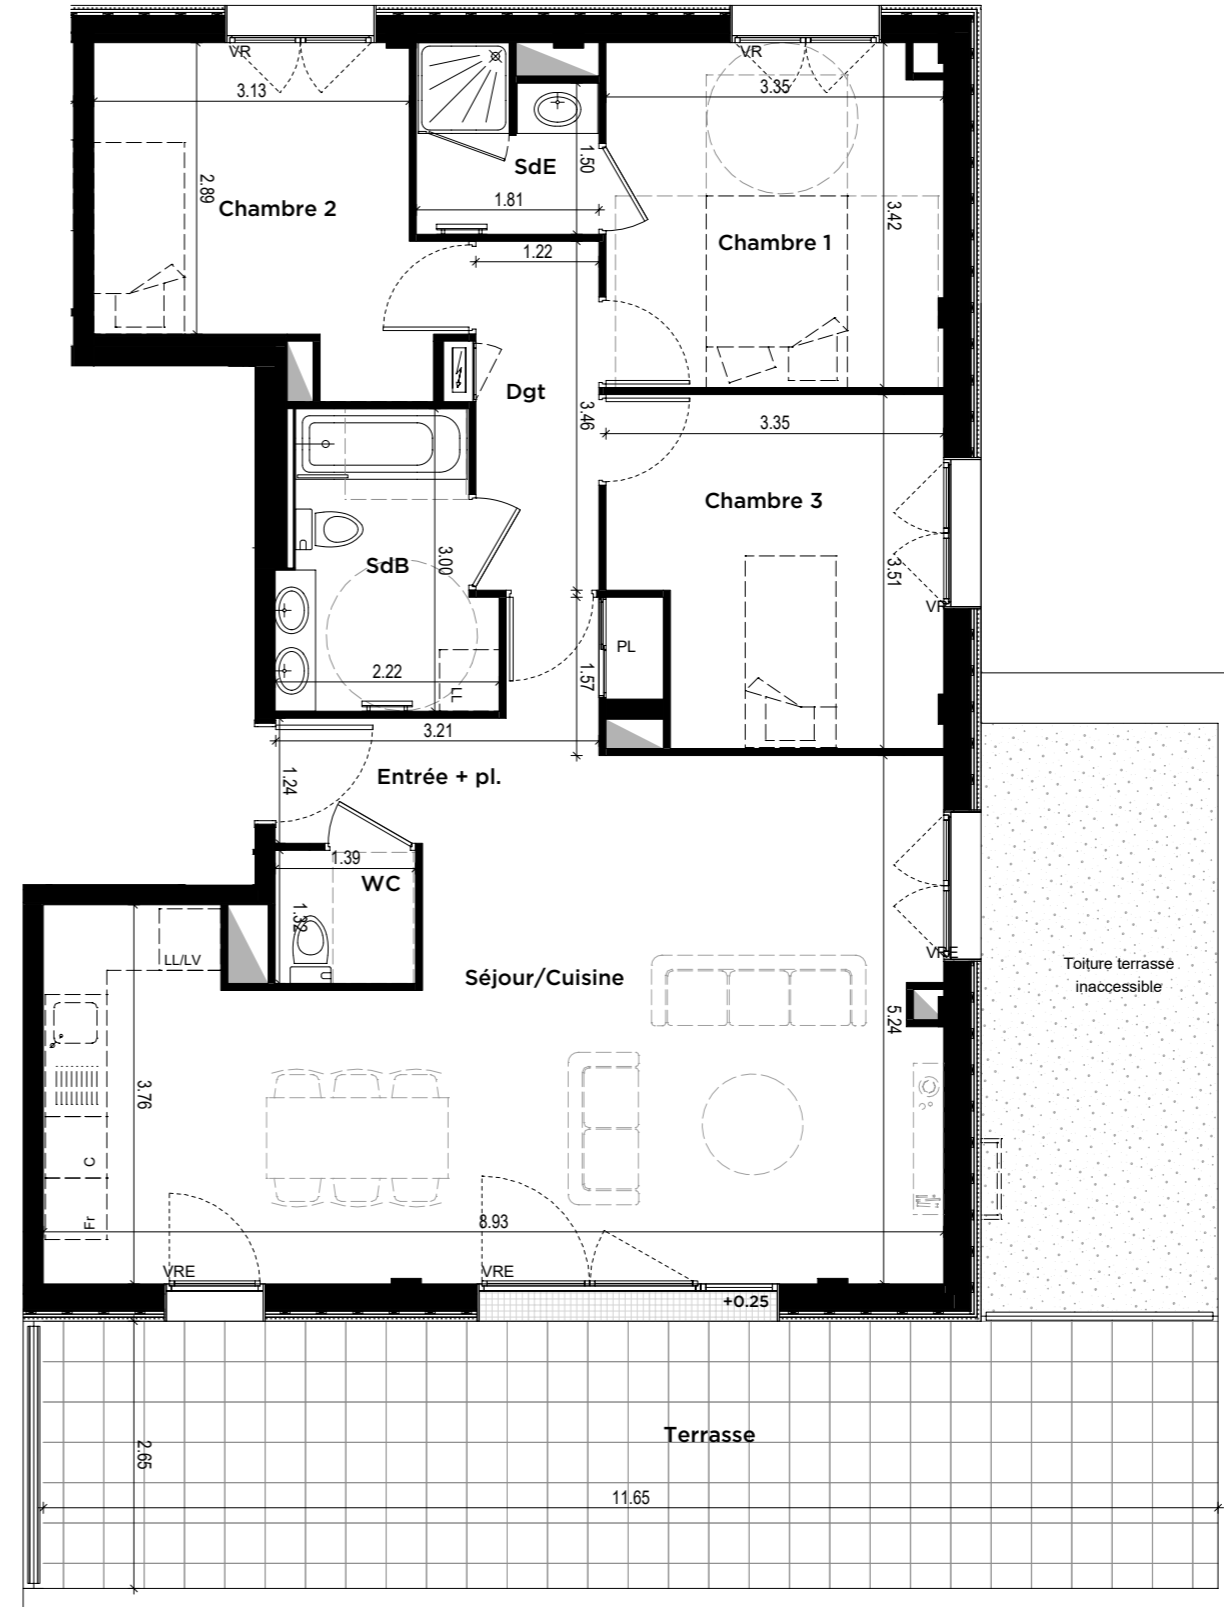 VR
VR
3.13
3.35
SdE
1.50
2.89
Chambre 2
1.81
3.42
Chambre 1
1.22
Dgt
3.46
3.35
Chambre 3
SdB
3.00
3.51
VR
PL
2.22
LL
1.57
3.21
1.24
Entrée + pl.
1.39
WC
1.32
VRE
LL/LV
Séjour/Cuisine
Toiture terrasse
inaccessible
5.24
3.76
C
Fr
8.93
VRE
VRE
+0.25
Terrasse
2.65
11.65